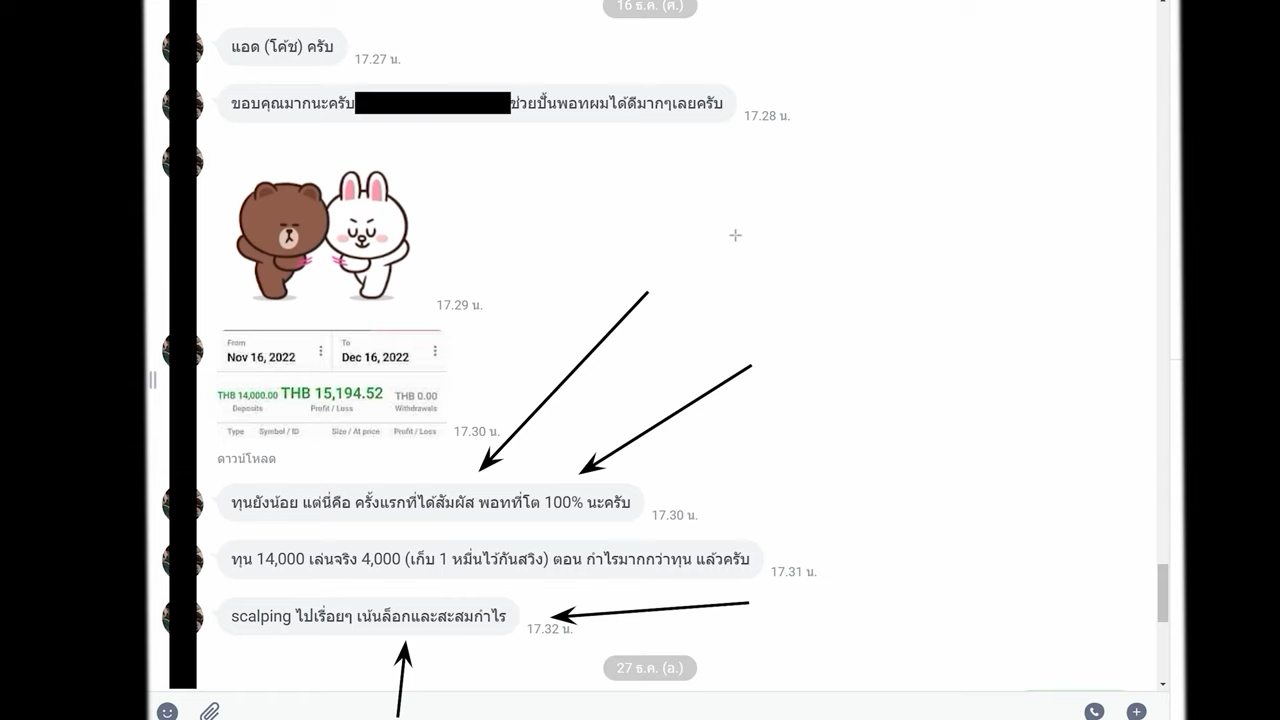 16 ธ.ค. (ศ.)
แอด (โค้ช) ครับ
17.27 น.
ขอบคุณมากนะครับ ช่วยปั้นพอทผมได้ดีมากๆเลยครับ
17.28 น.
17.29 น.
From
Nov 16, 2022
To
Dec 16, 2022
THB 14,000.00 THB 15,194.52 THB 0.00
Deposits Profit / Loss Withdrawals
Type Symbol / ID Size / At price Profit / Loss
17.30 น.
ดาวน์โหลด
ทุนยังน้อย แต่นี่คือ ครั้งแรกที่ได้สัมผัส พอทที่โต 100% นะครับ
17.30 น.
ทุน 14,000 เล่นจริง 4,000 (เก็บ 1 หมื่นไว้กันสวิง) ตอน กำไรมากกว่าทุน แล้วครับ
17.31 น.
scalping ไปเรื่อยๆ เน้นล็อกและสะสมกำไร
17.32 น.
27 ธ.ค. (อ.)